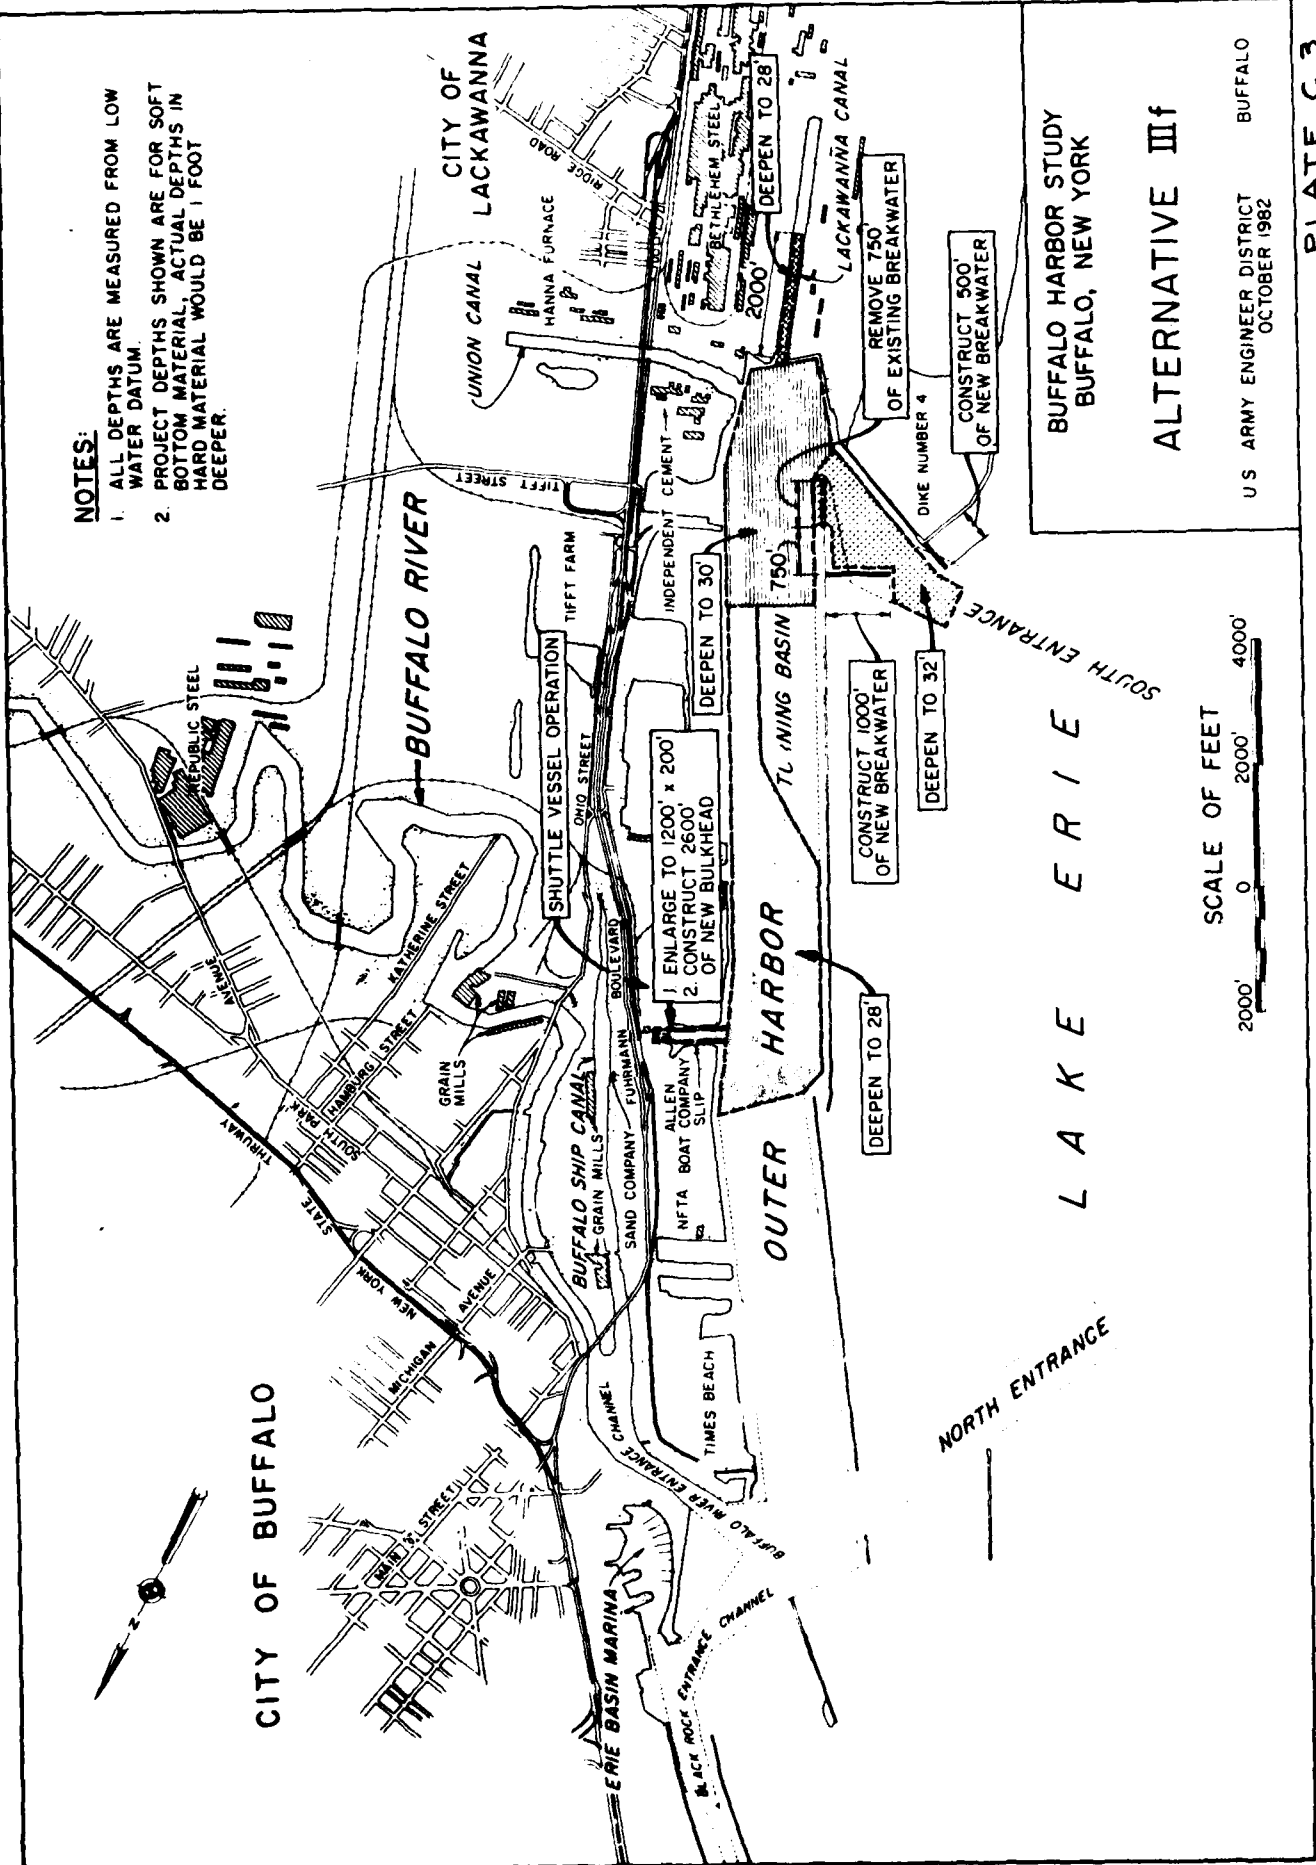 NOTES:
1. ALL DEPTHS ARE MEASURED FROM LOW
WATER DATUM.
2. PROJECT DEPTHS SHOWN ARE FOR SOFT
BOTTOM MATERIAL, ACTUAL DEPTHS IN
HARD MATERIAL WOULD BE 1 FOOT
DEEPER.
N
CITY OF BUFFALO
CITY OF
LACKAWANNA
RIDGE ROAD
UNION CANAL
HANNA FURNACE
BETHLEHEM STEEL
2000'
DEEPEN TO 28'
LACKAWANNA CANAL
TIFFT STREET
TIFFT FARM
INDEPENDENT CEMENT
REPUBLIC STEEL
BUFFALO RIVER
SHUTTLE VESSEL OPERATION
OHIO STREET
KATHERINE STREET
HAMBURG STREET
SOUTH PARK
AVENUE
GRAIN
MILLS
NEW YORK
STATE
THRUWAY
MICHIGAN
AVENUE
MAIN STREET
BUFFALO SHIP CANAL
GRAIN MILLS
SAND COMPANY
FUHRMANN
BOULEVARD
1. ENLARGE TO 1200' x 200'
2. CONSTRUCT 2600'
OF NEW BULKHEAD
DEEPEN TO 30'
750'
REMOVE 750'
OF EXISTING BREAKWATER
CONSTRUCT 500'
OF NEW BREAKWATER
DIKE NUMBER 4
NFTA
ALLEN
BOAT COMPANY
SLIP
TIMES BEACH
BUFFALO RIVER ENTRANCE CHANNEL
ERIE BASIN MARINA
BLACK ROCK ENTRANCE CHANNEL
OUTER HARBOR
DEEPEN TO 28'
CONSTRUCT 1000'
OF NEW BREAKWATER
DEEPEN TO 32'
SOUTH ENTRANCE
NORTH ENTRANCE
LAKE ERIE
SCALE OF FEET
2000' 0 2000' 4000'
BUFFALO HARBOR STUDY
BUFFALO, NEW YORK
ALTERNATIVE IIIf
U S ARMY ENGINEER DISTRICT BUFFALO
OCTOBER 1982